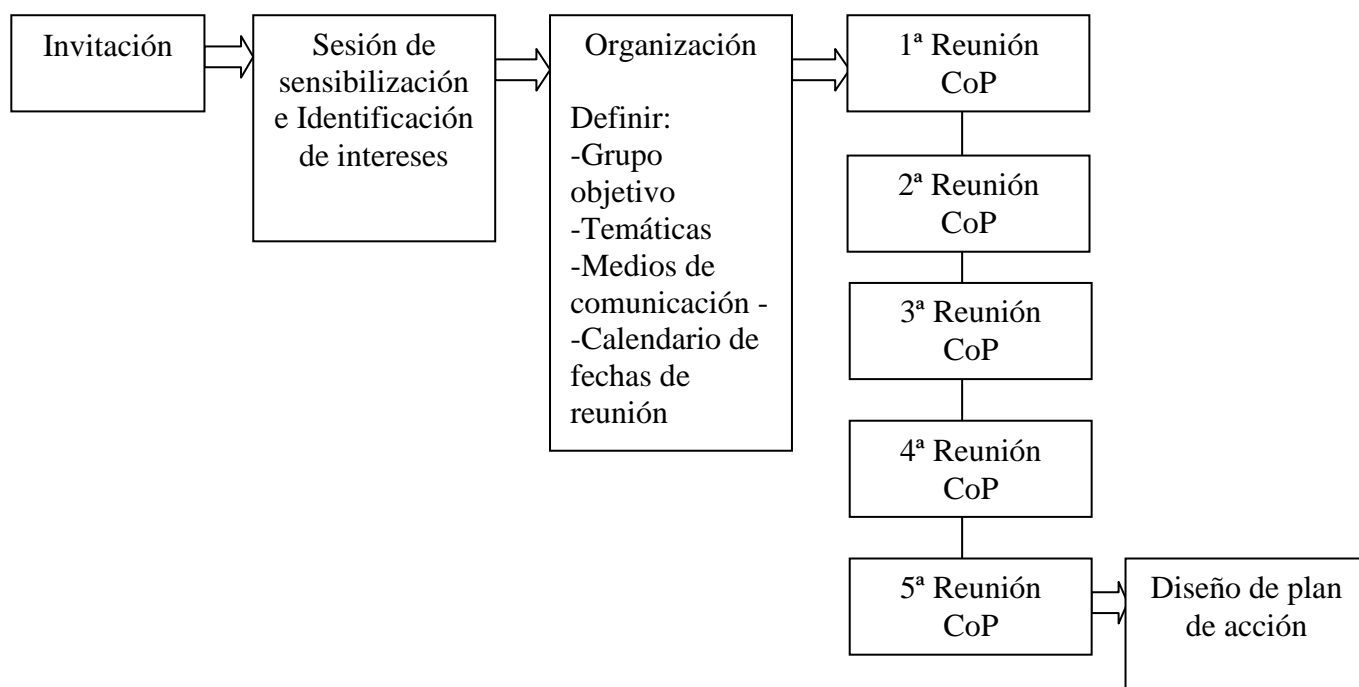 Invitación
Sesión de
sensibilización
e Identificación
de intereses
Organización
Definir:
-Grupo
objetivo
-Temáticas
-Medios de
comunicación -
-Calendario de
fechas de
reunión
1ª Reunión
CoP
2ª Reunión
CoP
3ª Reunión
CoP
4ª Reunión
CoP
5ª Reunión
CoP
Diseño de plan
de acción